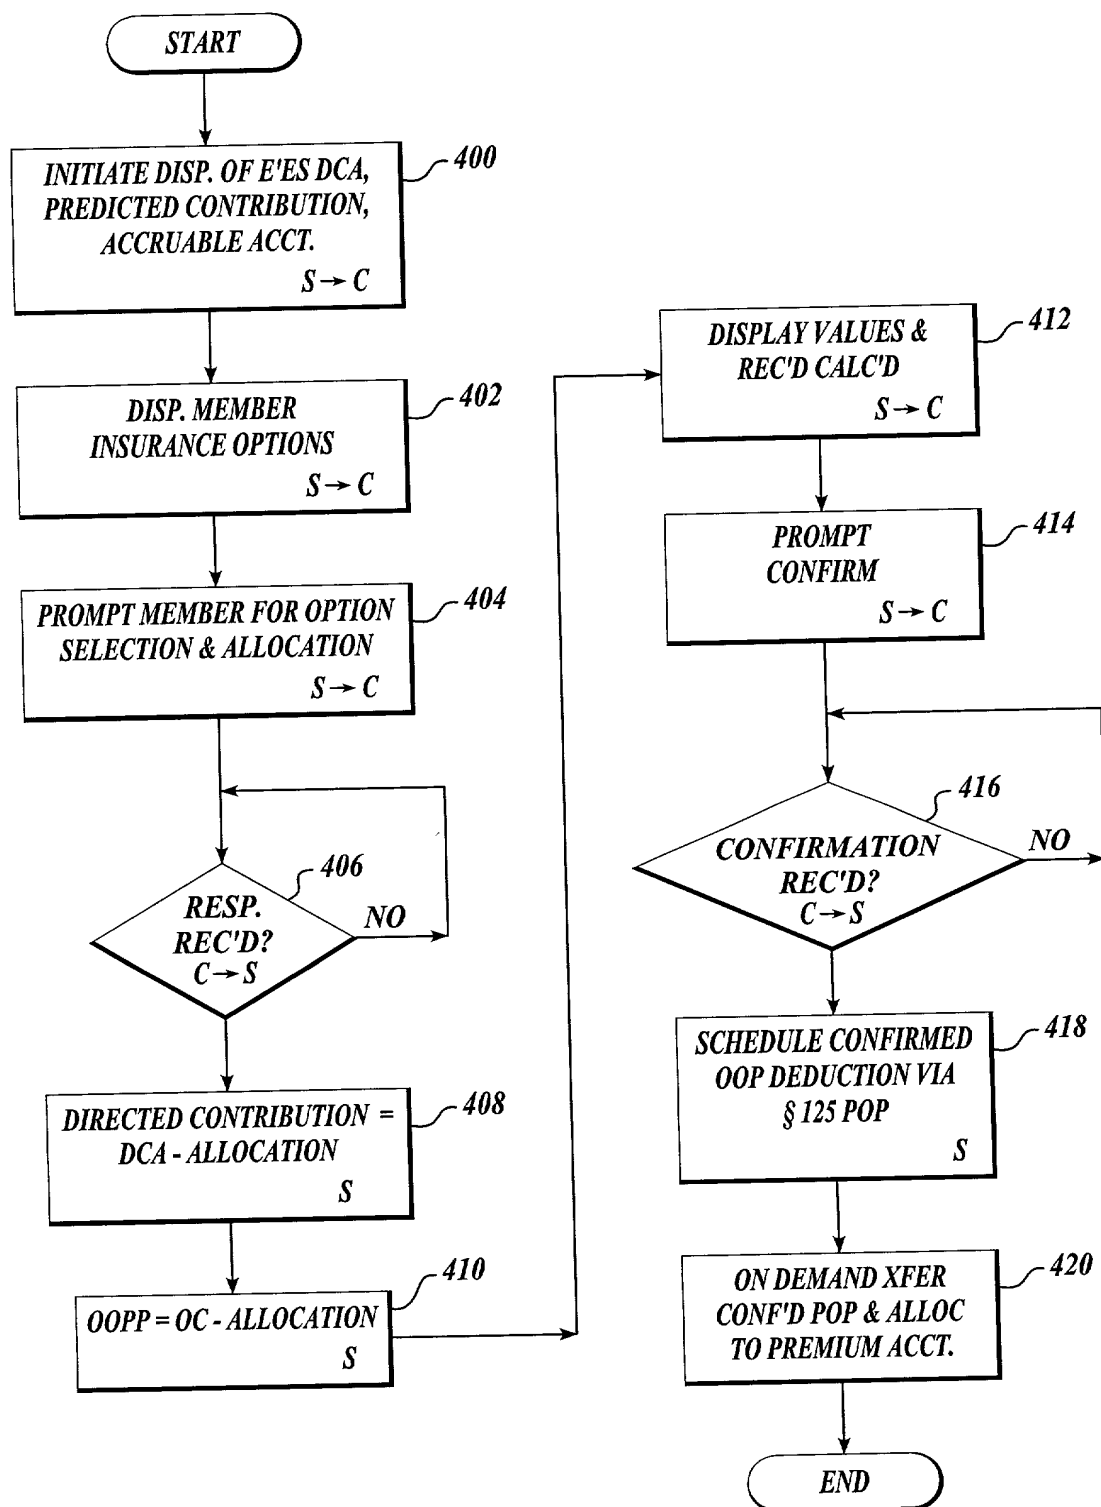 START
INITIATE DISP. OF E'ES DCA,
PREDICTED CONTRIBUTION,
ACCRUABLE ACCT.
S → C
400
DISP. MEMBER
INSURANCE OPTIONS
S → C
402
PROMPT MEMBER FOR OPTION
SELECTION & ALLOCATION
S → C
404
RESP.
REC'D?
C → S
406
NO
DIRECTED CONTRIBUTION =
DCA - ALLOCATION
S
408
OOPP = OC - ALLOCATION
S
410
DISPLAY VALUES &
REC'D CALC'D
S → C
412
PROMPT
CONFIRM
S → C
414
CONFIRMATION
REC'D?
C → S
416
NO
SCHEDULE CONFIRMED
OOP DEDUCTION VIA
§ 125 POP
S
418
ON DEMAND XFER
CONF'D POP & ALLOC
TO PREMIUM ACCT.
420
END